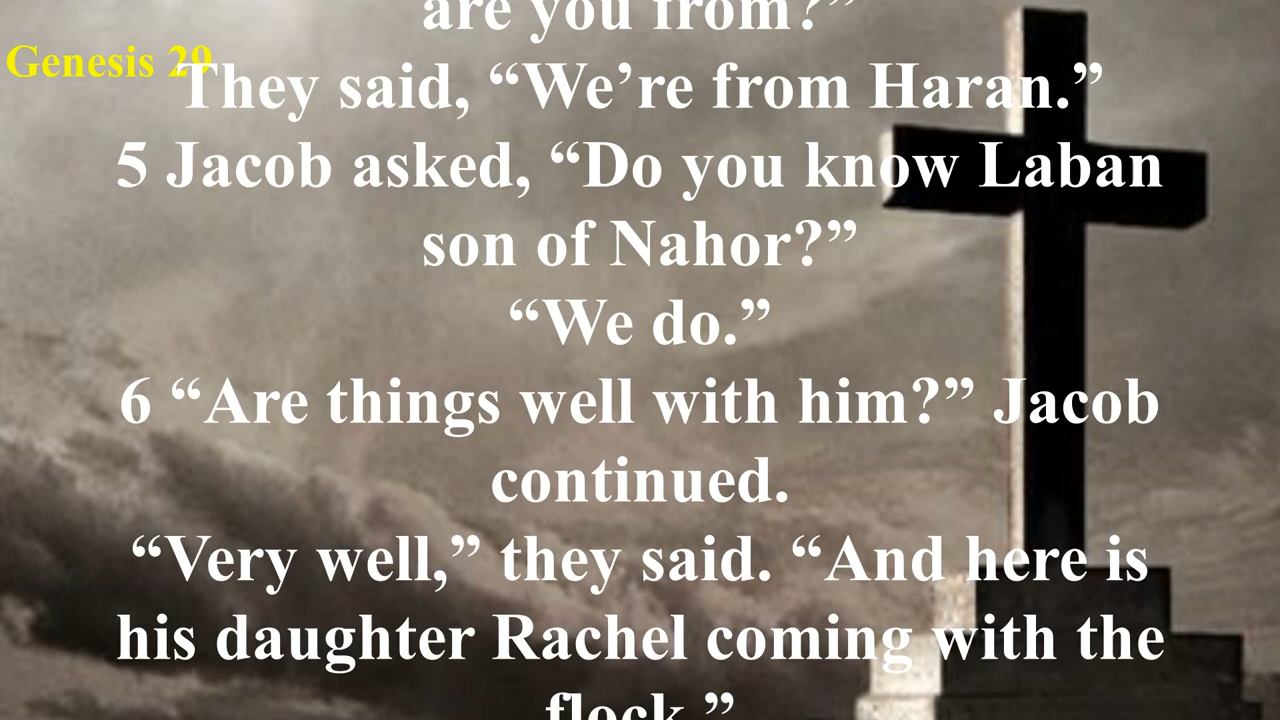 are you from?”
Genesis 29
They said, “We’re from Haran.”
5 Jacob asked, “Do you know Laban
son of Nahor?”
“We do.”
6 “Are things well with him?” Jacob
continued.
“Very well,” they said. “And here is
his daughter Rachel coming with the
flock.”